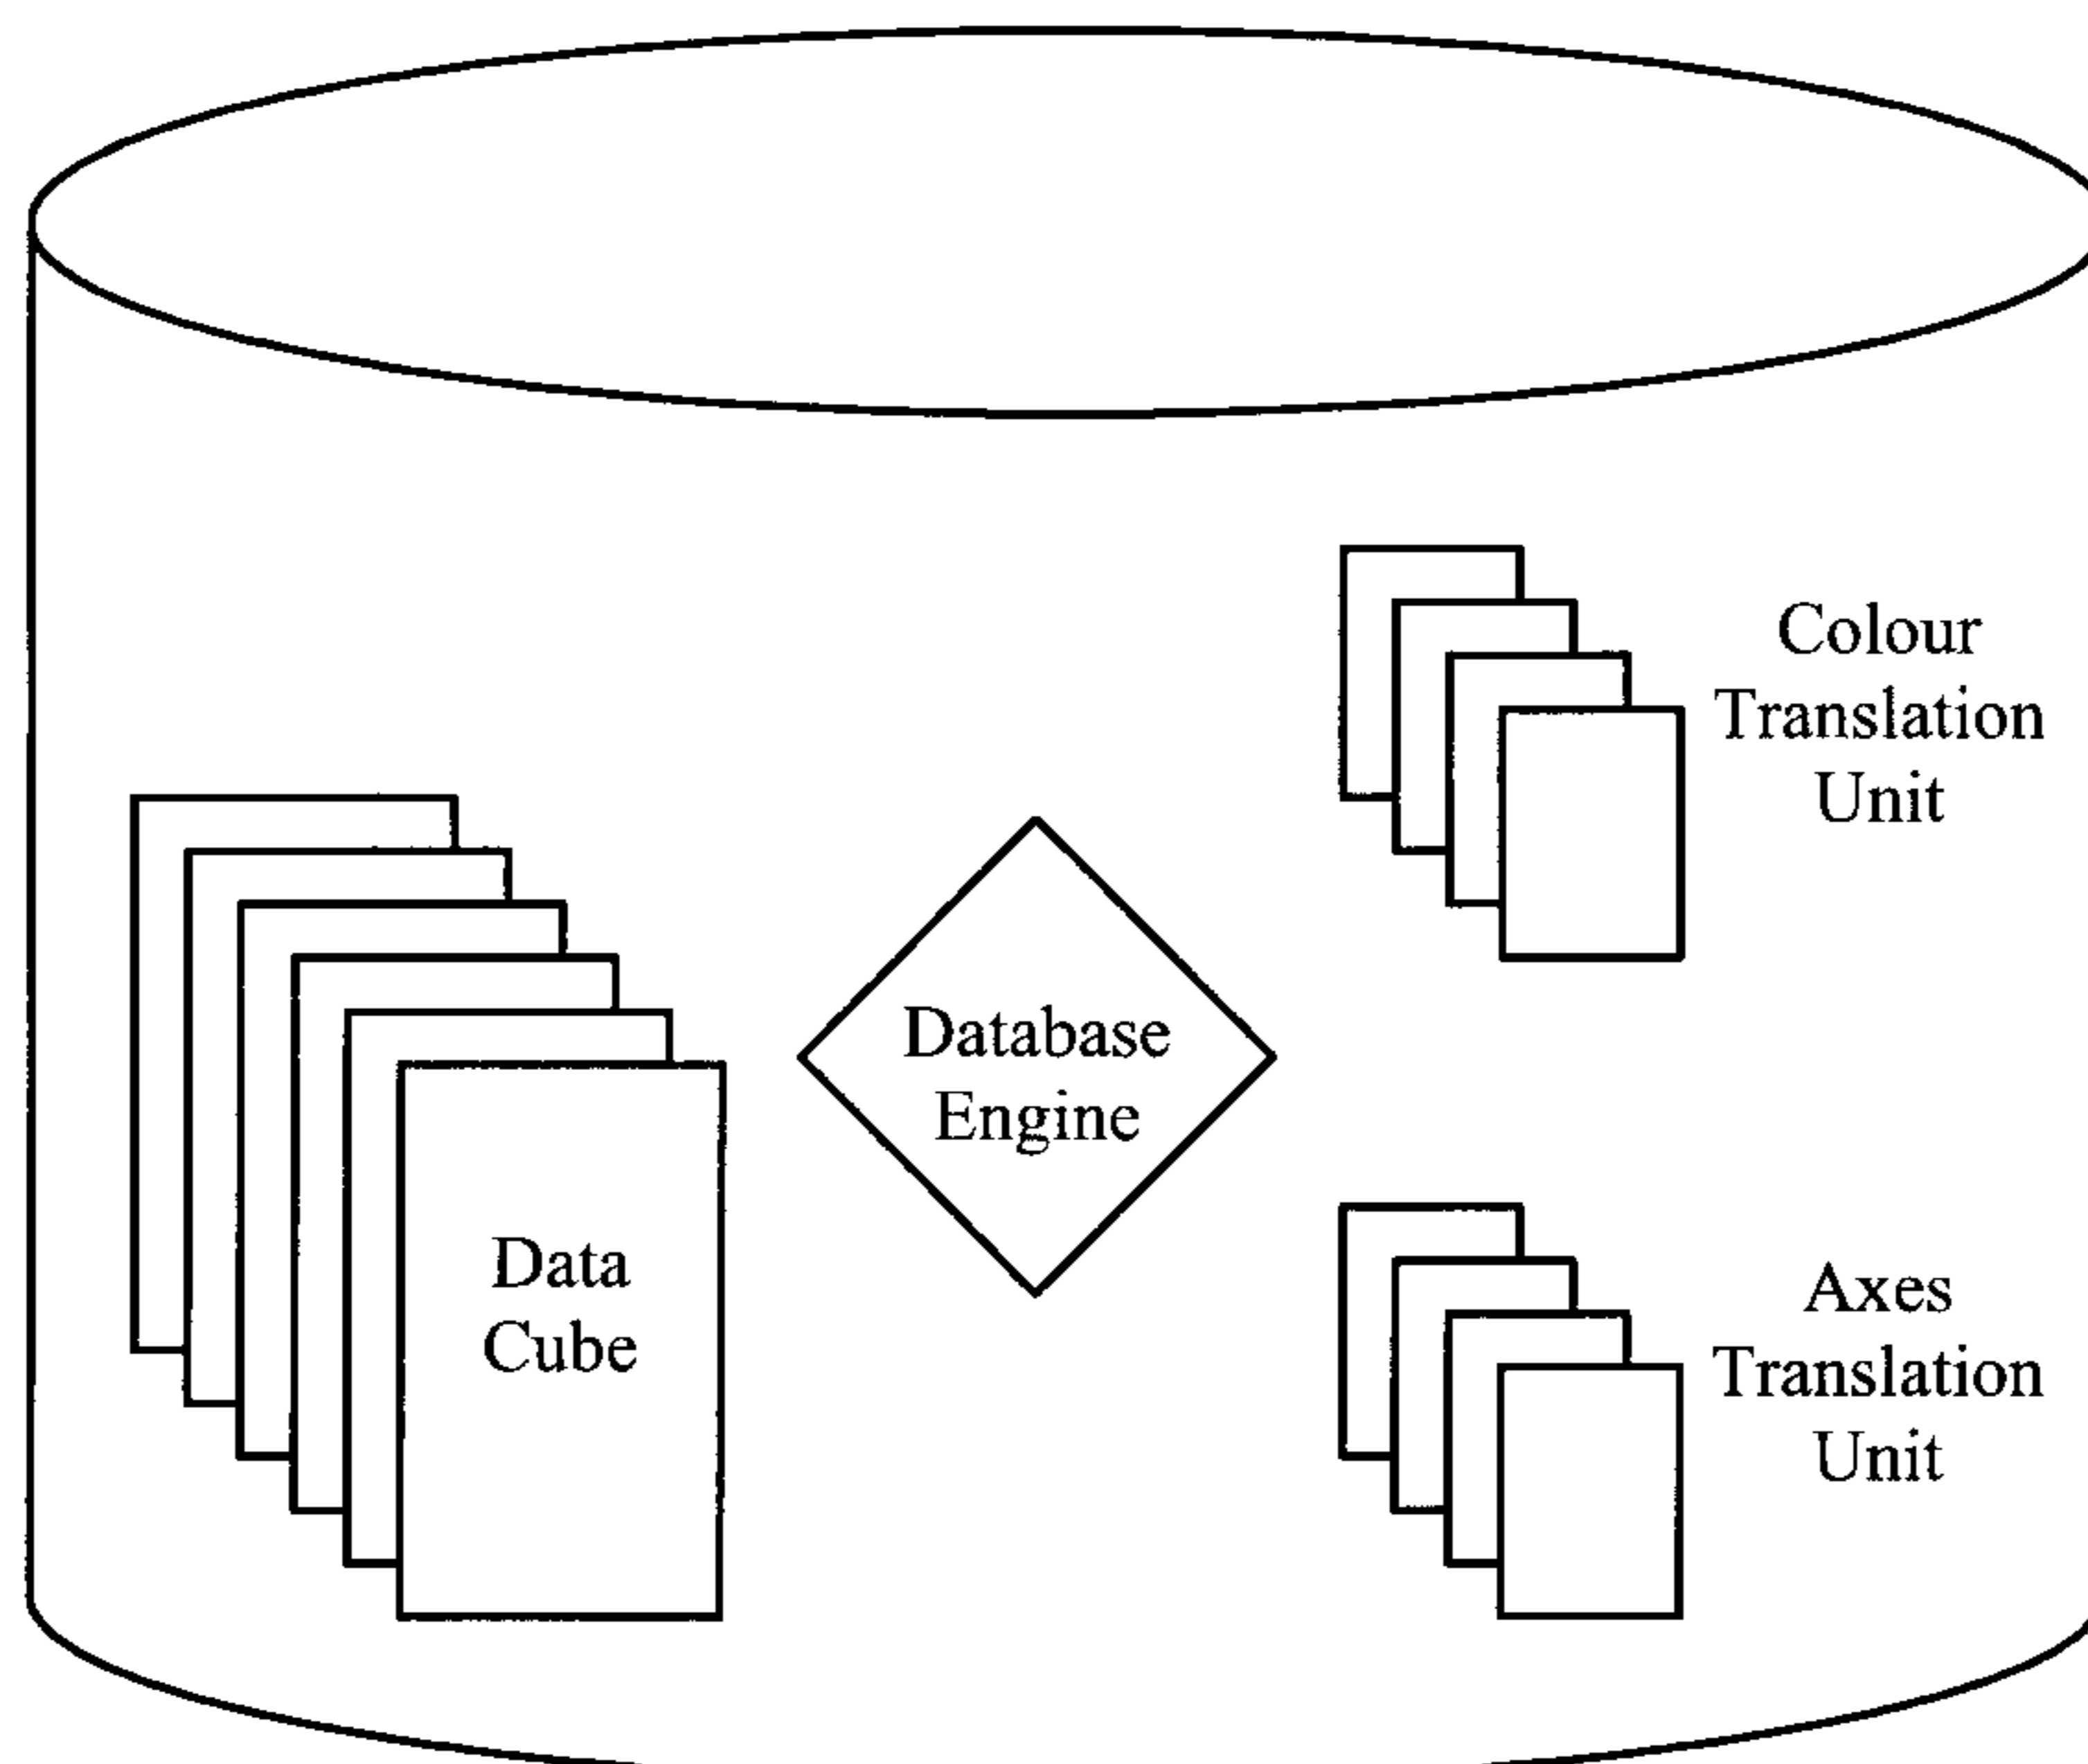 Colour
Translation
Unit
Database
Engine
Data
Cube
Axes
Translation
Unit